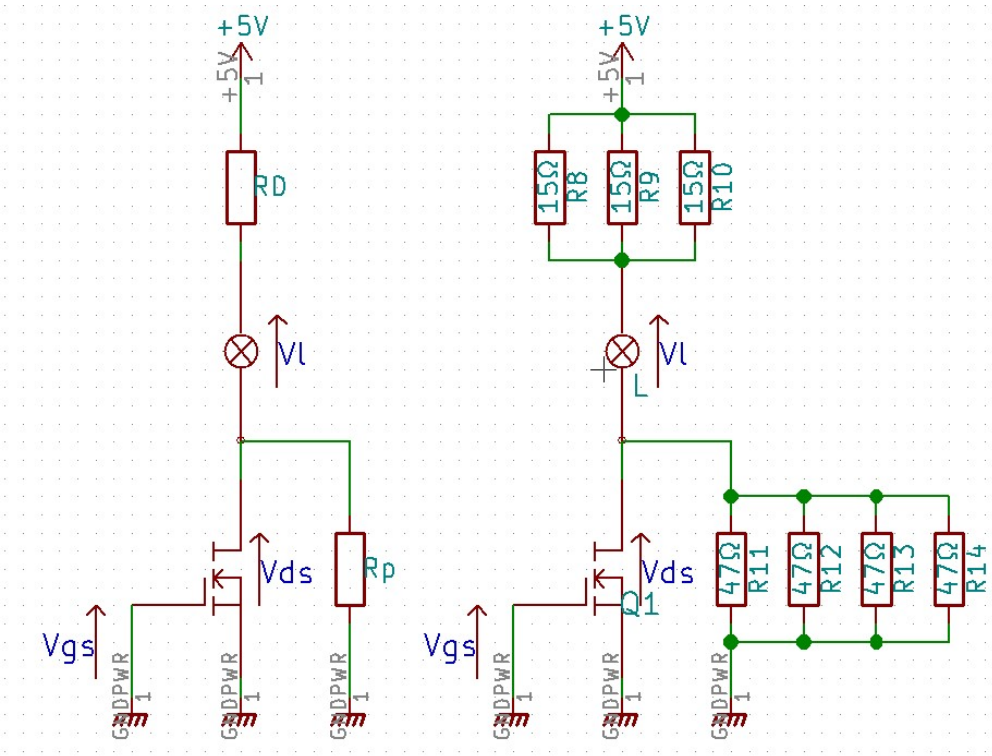 +5V
+5V
1
RD
Vl
Vds
Rp
Vgs
GNDPWR
1
GNDPWR
1
GNDPWR
1
+5V
+5V
1
15Ω
R8
15Ω
R9
15Ω
R10
Vl
L
Vds
Q1
47Ω
R11
47Ω
R12
47Ω
R13
47Ω
R14
Vgs
GNDPWR
1
GNDPWR
1
GNDPWR
1